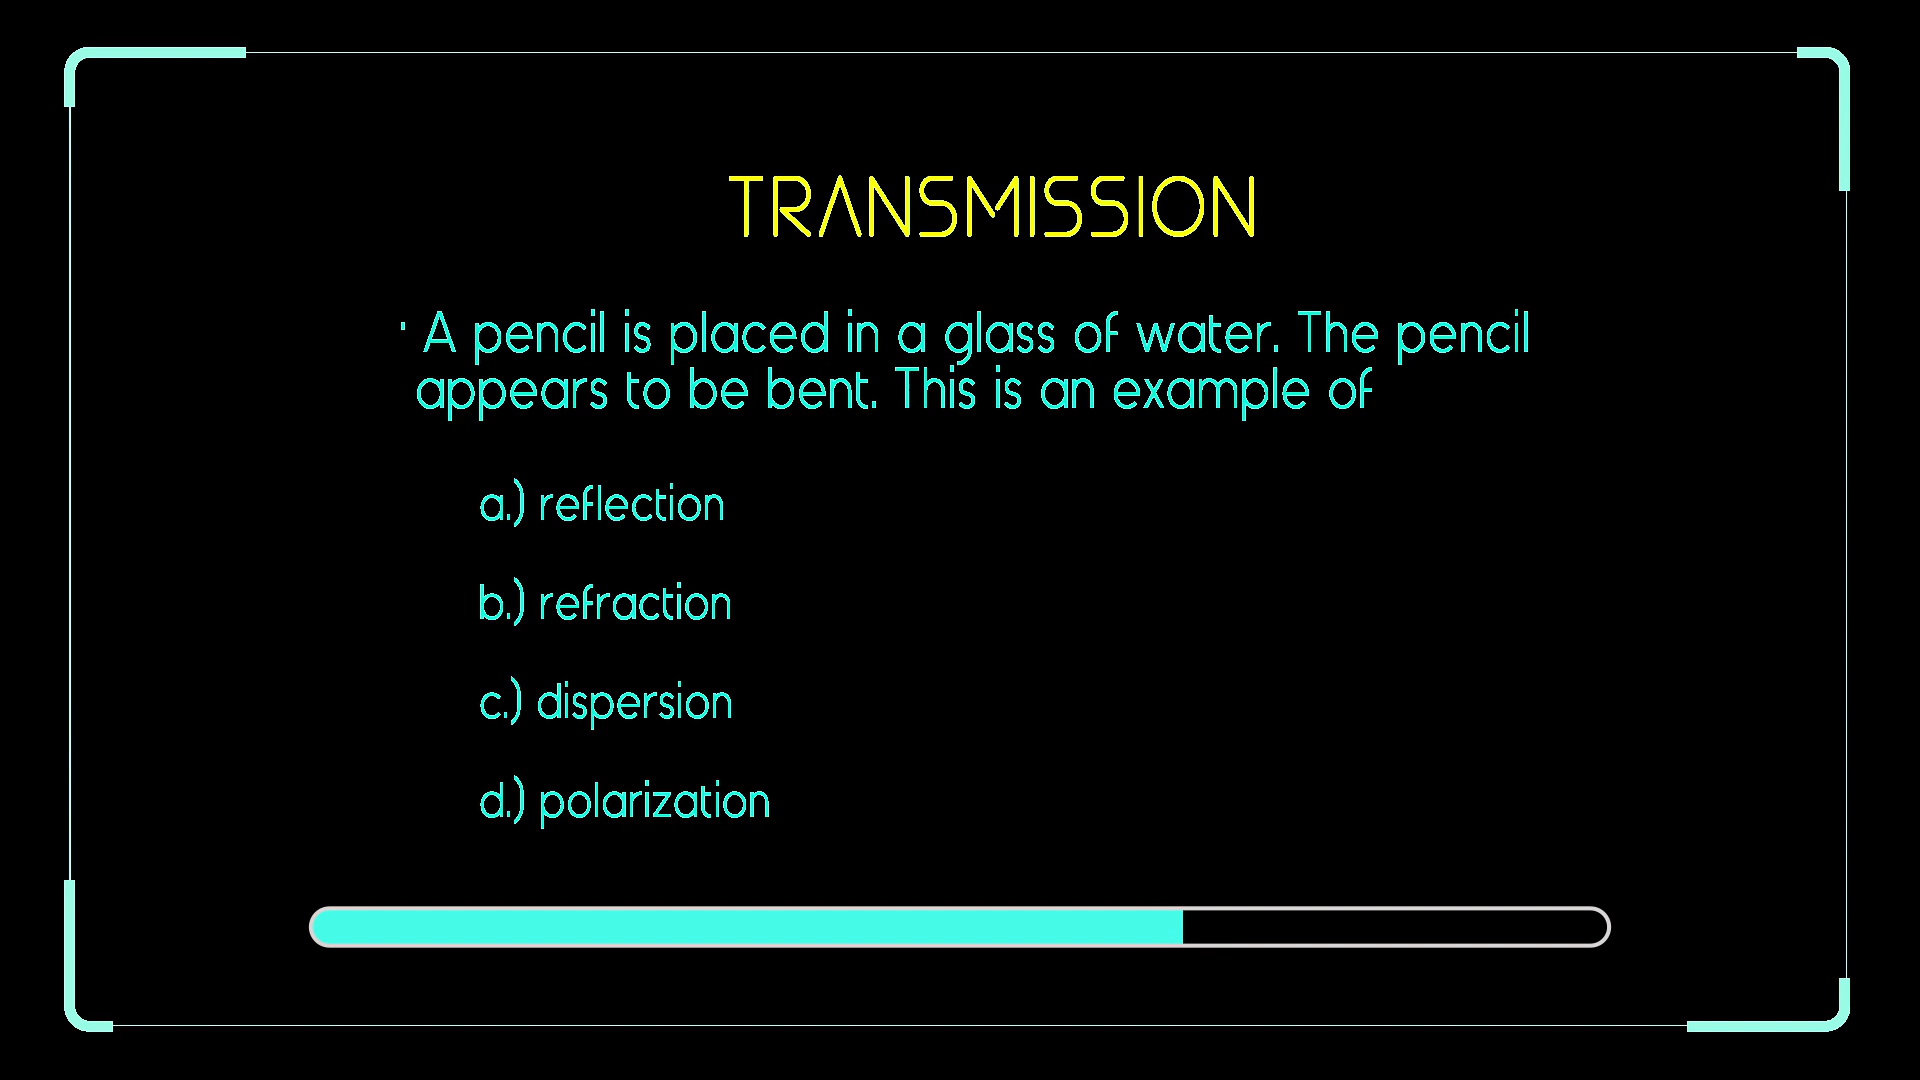 TRANSMISSION
· A pencil is placed in a glass of water. The pencil
appears to be bent. This is an example of
a.) reflection
b.) refraction
c.) dispersion
d.) polarization